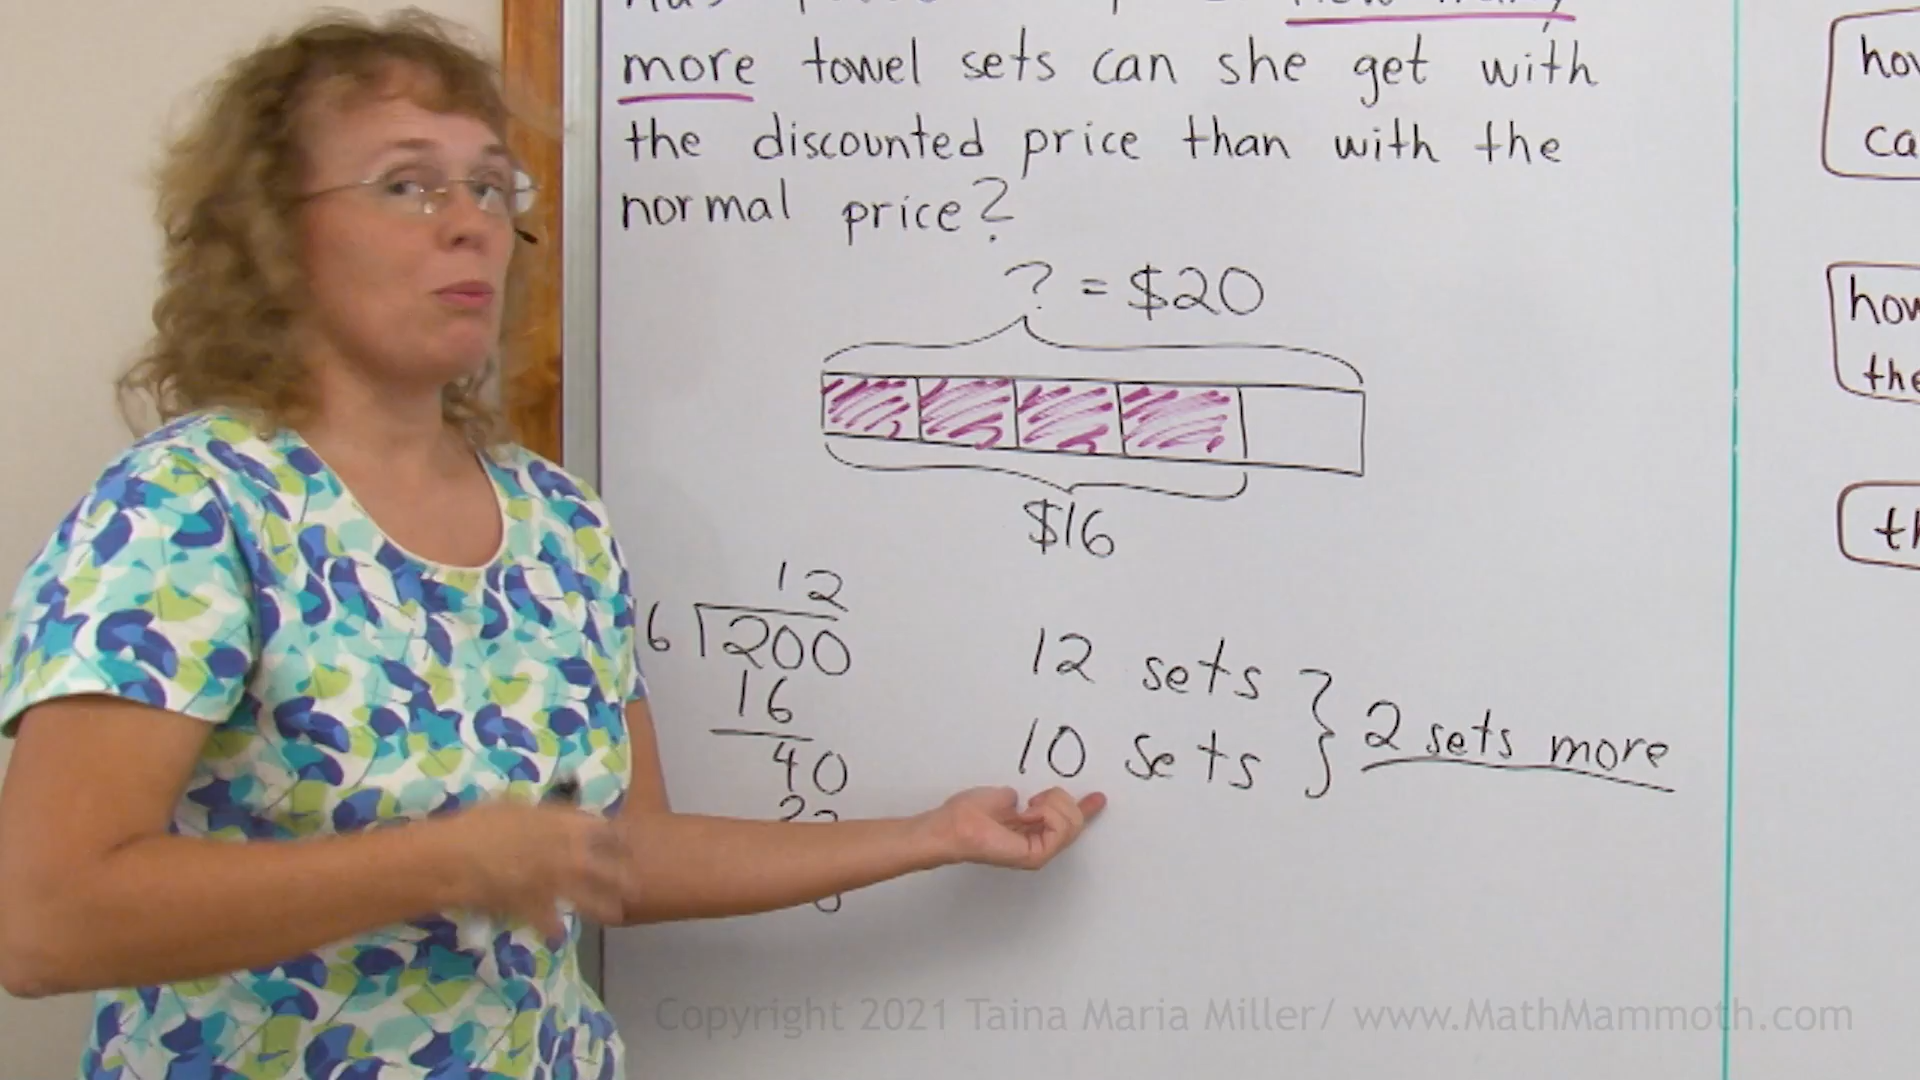 more towel sets can she get with
the discounted price than with the
normal price?
? = $20
$16
12
6 200
16
40
12 sets
10 sets
2 sets more
the
Copyright 2021 Taina Maria Miller/ www.MathMammoth.com